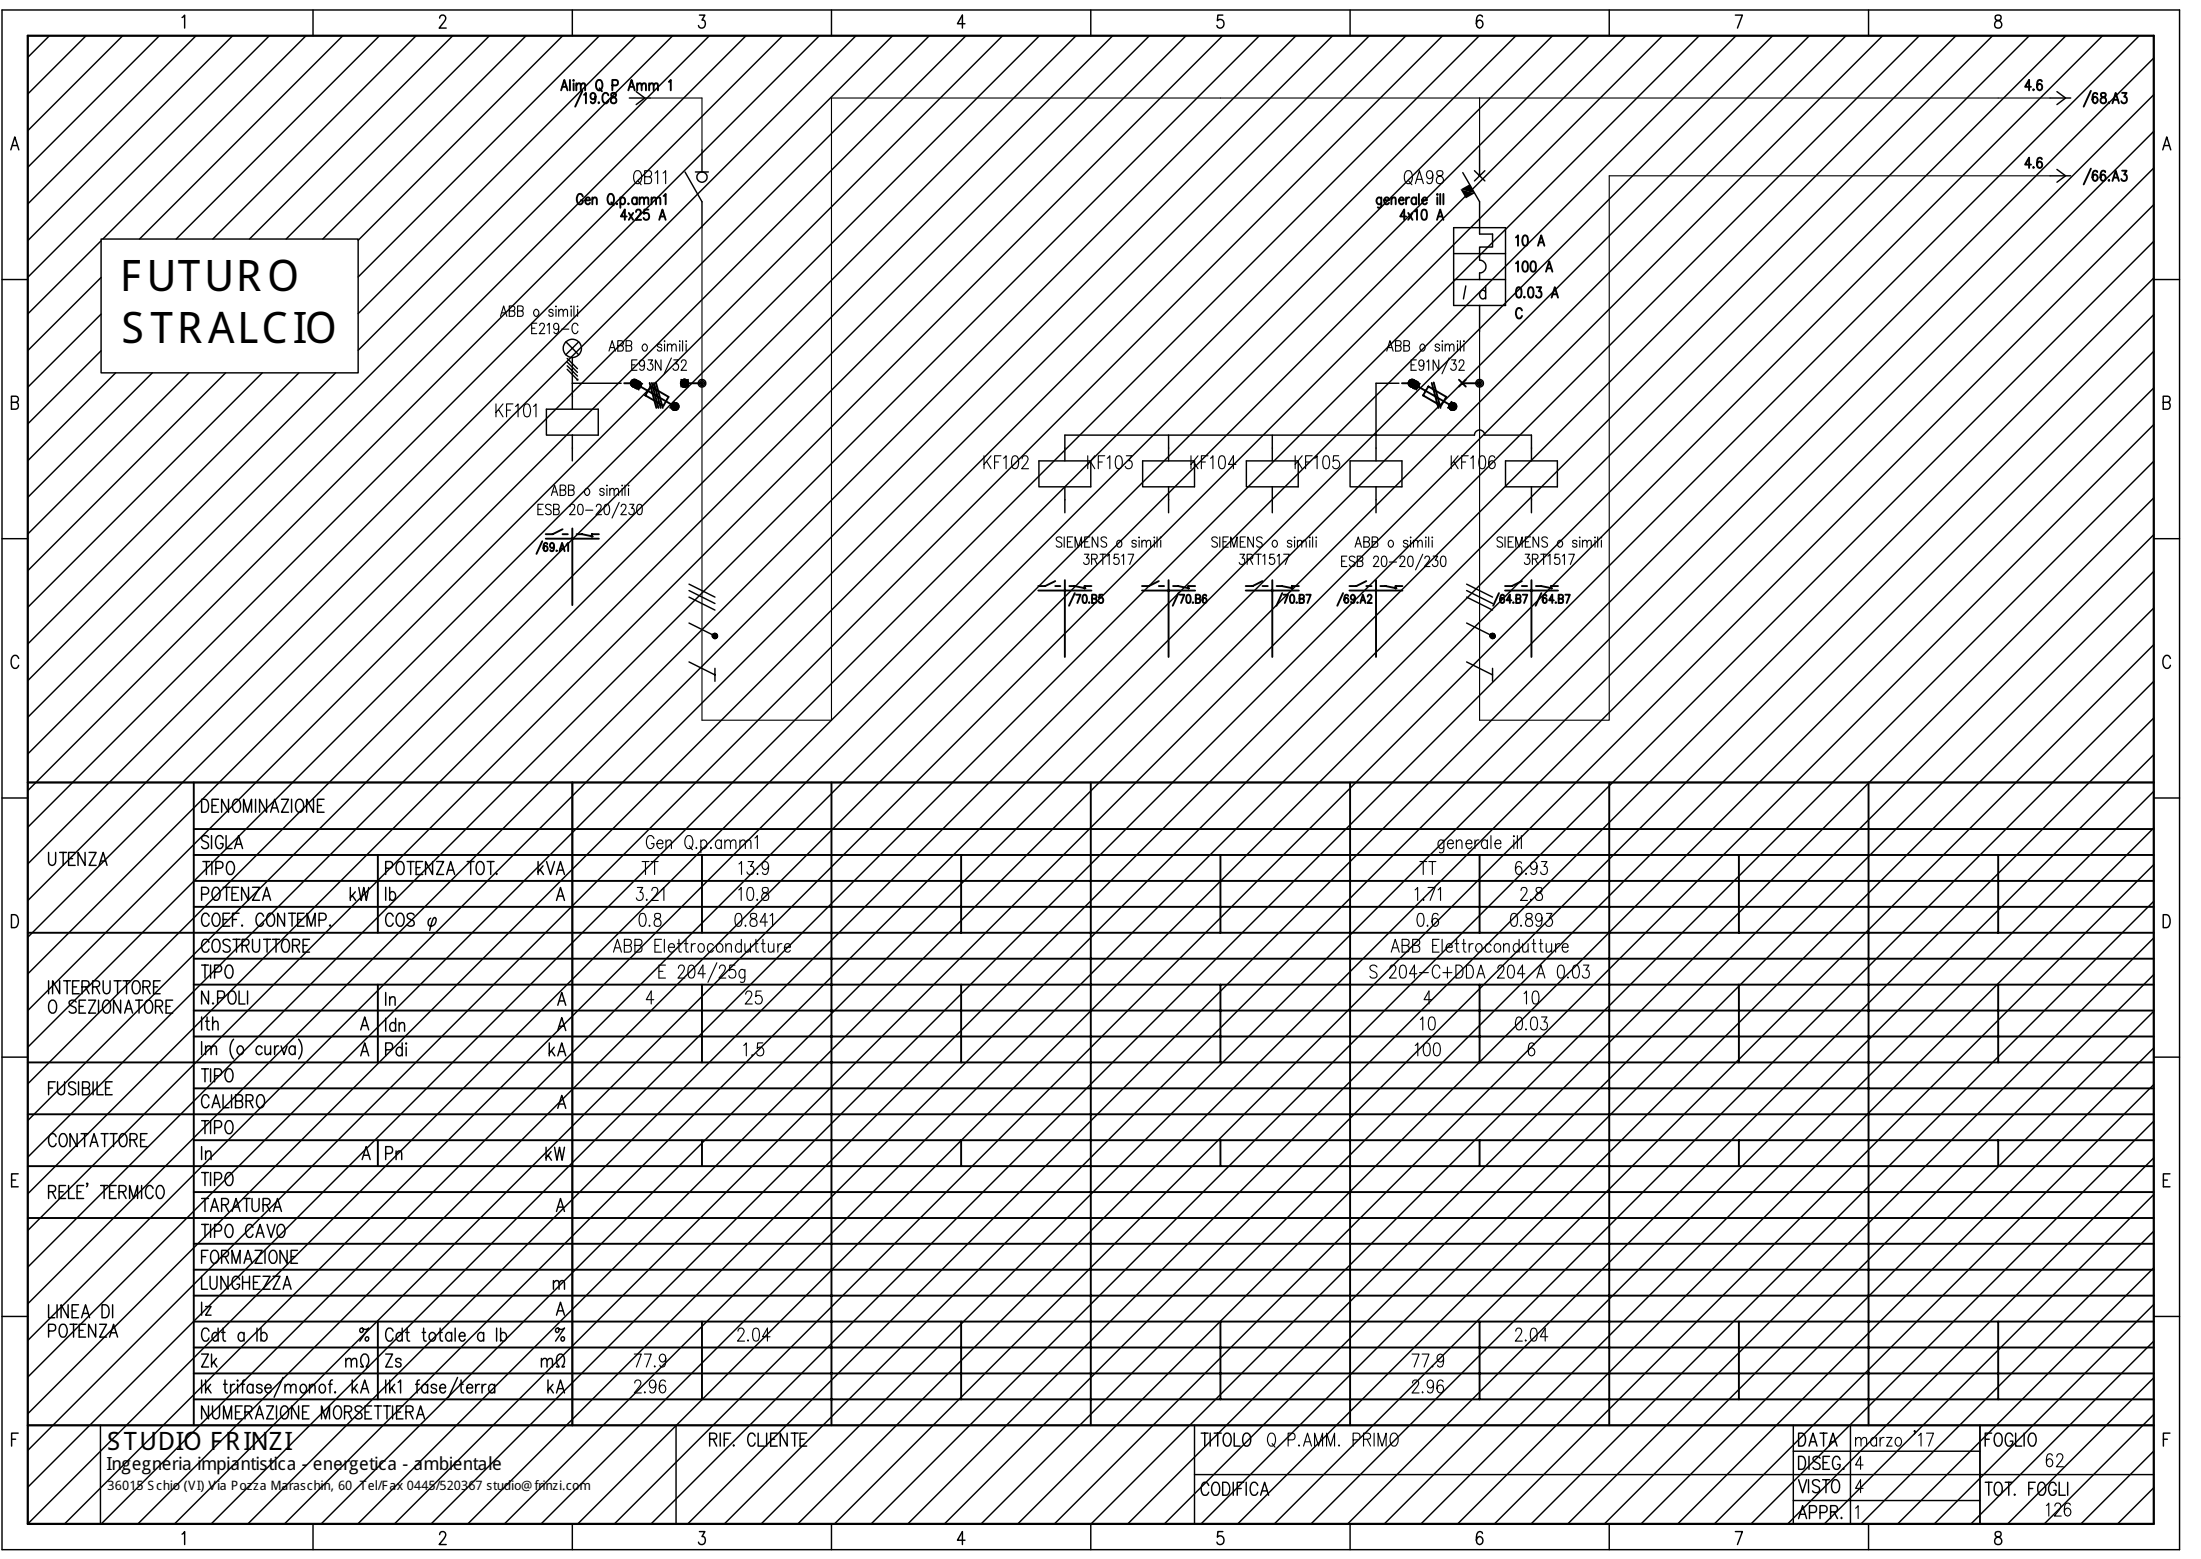 1 2 3 4 5 6 7 8
Alim Q P Amm 1
/19.C8
4.6 /68.A3
A A
4.6 /66.A3
QB11
Gen Q.p.amm1
4x25 A
QA98
generale ill
4x10 A
10 A
100 A
I d 0.03 A
C
FUTURO
STRALCIO
ABB o simili
E219-C
ABB o simili
E93N/32
ABB o simili
E91N/32
B B
KF101
KF102 KF103 KF104 KF105 KF106
ABB o simili
ESB 20-20/230
/69.A1
SIEMENS o simili
3RT1517
SIEMENS o simili
3RT1517
ABB o simili
ESB 20-20/230
SIEMENS o simili
3RT1517
/70.B5 /70.B6 /70.B7 /69.A2 /64.B7 /64.B7
C C
UTENZA
DENOMINAZIONE
SIGLA Gen Q.p.amm1 generale ill
TIPO POTENZA TOT. kVA TT 13.9 TT 6.93
POTENZA kW Ib A 3.21 10.8 1.71 2.8
COEF. CONTEMP. COS φ 0.8 0.841 0.6 0.893
D D
INTERRUTTORE
O SEZIONATORE
COSTRUTTORE ABB Elettrocondutture ABB Elettrocondutture
TIPO E 204/25g S 204-C+DDA 204 A 0.03
N.POLI In A 4 25 4 10
Ith A Idn A 10 0.03
Im (o curva) A Pdi kA 1.5 100 6
FUSIBILE
TIPO
CALIBRO A
CONTATTORE
TIPO
In A Pn kW
E E
RELE' TERMICO
TIPO
TARATURA A
LINEA DI
POTENZA
TIPO CAVO
FORMAZIONE
LUNGHEZZA m
Iz A
Cdt a Ib % Cdt totale a Ib % 2.04 2.04
Zk mΩ Zs mΩ 77.9 77.9
Ik trifase/monof. kA Ik1 fase/terra kA 2.96 2.96
NUMERAZIONE MORSETTIERA
F F
STUDIO FRINZI
Ingegneria impiantistica - energetica - ambientale
36015 Schio (VI) Via Pozza Maraschin, 60 Tel/Fax 0445/520367 studio@frinzi.com
RIF. CLIENTE
TITOLO Q P.AMM. PRIMO
CODIFICA
DATA marzo '17
DISEG. 4
VISTO 4
APPR. 1
FOGLIO
62
TOT. FOGLI
126
1 2 3 4 5 6 7 8